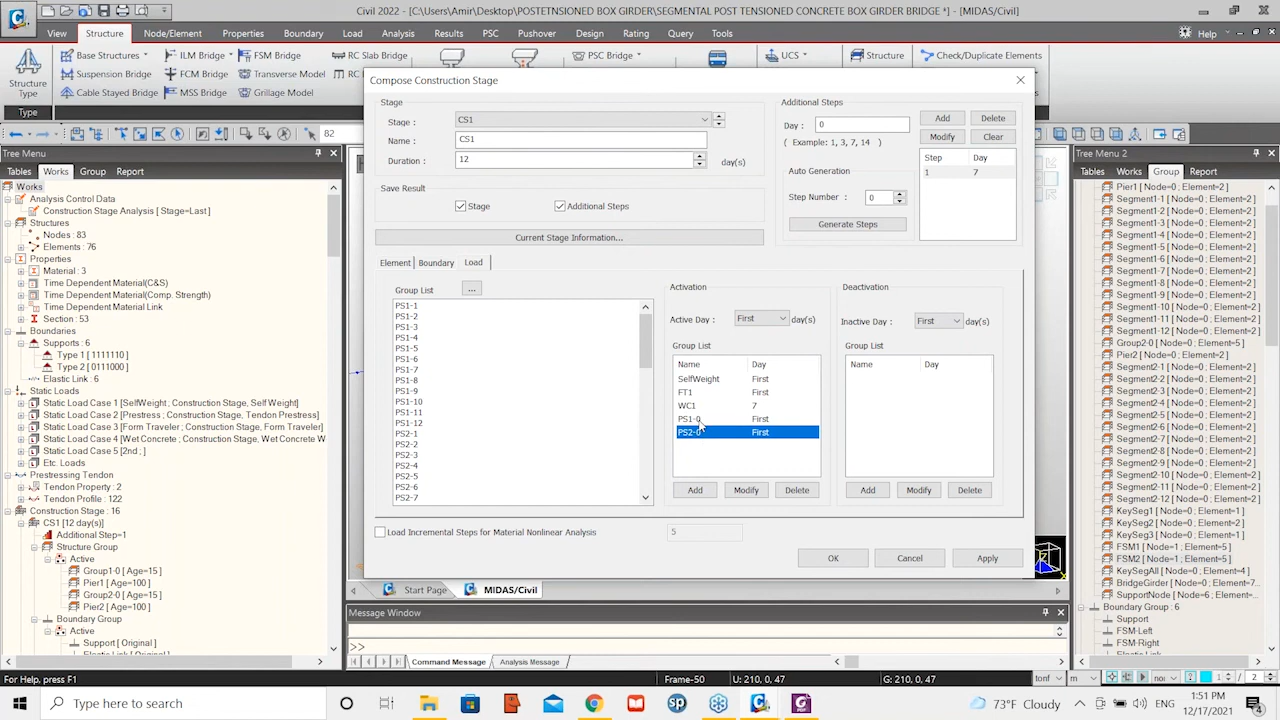 Civil 2022 - [C:\Users\Amir\Desktop\POSTETNSIONED BOX GIRDER\SEGMENTAL POST TENSIONED CONCRETE BOX GIRDER BRIDGE *] - [MIDAS/Civil]
View Structure Node/Element Properties Boundary Load Analysis Results PSC Pushover Design Rating Query Tools Help
Structure Type
Type
Base Structures
Suspension Bridge
Cable Stayed Bridge
ILM Bridge
FCM Bridge
MSS Bridge
FSM Bridge
Transverse Model
Grillage Model
RC Slab Bridge
PSC Bridge
UCS
Structure
Check/Duplicate Elements
82
Tree Menu
Tables Works Group Report
Works
Analysis Control Data
Construction Stage Analysis [ Stage=Last ]
Structures
Nodes : 83
Elements : 76
Properties
Material : 3
Time Dependent Material(C&S)
Time Dependent Material(Comp. Strength)
Time Dependent Material Link
Section : 53
Boundaries
Supports : 6
Type 1 [ 1111110 ]
Type 2 [ 0111000 ]
Elastic Link : 6
Static Loads
Static Load Case 1 [SelfWeight ; Construction Stage, Self W
Static Load Case 2 [Prestress ; Construction Stage, Tendon Prestress]
Static Load Case 3 [Form Traveler ; Construction Stage, Form Traveler]
Static Load Case 4 [Wet Concrete ; Construction Stage, Wet Concrete W
Static Load Case 5 [2nd ; ]
Etc. Loads
Prestressing Tendon
Tendon Property : 2
Tendon Profile : 122
Construction Stage : 16
CS1 [12 day(s)]
Additional Step=1
Structure Group
Active
Group1-0 [ Age=15 ]
Pier1 [ Age=100 ]
Group2-0 [ Age=15 ]
Pier2 [ Age=100 ]
Boundary Group
Active
Support [ Original ]
Compose Construction Stage
Stage
Stage : CS1
Name : CS1
Duration : 12 day(s)
Save Result
Stage Additional Steps
Current Stage Information...
Additional Steps
Day : 0
( Example: 1, 3, 7, 14 )
Auto Generation
Step Number : 0
Generate Steps
Add Delete
Modify Clear
Step Day
1 7
Element Boundary Load
Group List ...
PS1-1
PS1-2
PS1-3
PS1-4
PS1-5
PS1-6
PS1-7
PS1-8
PS1-9
PS1-10
PS1-11
PS1-12
PS2-1
PS2-2
PS2-3
PS2-4
PS2-5
PS2-6
PS2-7
Activation
Active Day : First day(s)
Group List
Name Day
SelfWeight First
FT1 First
WC1 7
PS1-0 First
PS2-0 First
Add Modify Delete
Deactivation
Inactive Day : First day(s)
Group List
Name Day
Add Modify Delete
Load Incremental Steps for Material Nonlinear Analysis 5
OK Cancel Apply
Start Page MIDAS/Civil
Message Window
>>
Command Message Analysis Message
Tree Menu 2
Tables Works Group Report
Pier1 [ Node=0 ; Element=2 ]
Segment1-1 [ Node=0 ; Element=2 ]
Segment1-2 [ Node=0 ; Element=2 ]
Segment1-3 [ Node=0 ; Element=2 ]
Segment1-4 [ Node=0 ; Element=2 ]
Segment1-5 [ Node=0 ; Element=2 ]
Segment1-6 [ Node=0 ; Element=2 ]
Segment1-7 [ Node=0 ; Element=2 ]
Segment1-8 [ Node=0 ; Element=2 ]
Segment1-9 [ Node=0 ; Element=2 ]
Segment1-10 [ Node=0 ; Element=2 ]
Segment1-11 [ Node=0 ; Element=2 ]
Segment1-12 [ Node=0 ; Element=2 ]
Group2-0 [ Node=0 ; Element=5 ]
Pier2 [ Node=0 ; Element=2 ]
Segment2-1 [ Node=0 ; Element=2 ]
Segment2-2 [ Node=0 ; Element=2 ]
Segment2-3 [ Node=0 ; Element=2 ]
Segment2-4 [ Node=0 ; Element=2 ]
Segment2-5 [ Node=0 ; Element=2 ]
Segment2-6 [ Node=0 ; Element=2 ]
Segment2-7 [ Node=0 ; Element=2 ]
Segment2-8 [ Node=0 ; Element=2 ]
Segment2-9 [ Node=0 ; Element=2 ]
Segment2-10 [ Node=0 ; Element=2 ]
Segment2-11 [ Node=0 ; Element=2 ]
Segment2-12 [ Node=0 ; Element=2 ]
KeySeg1 [ Node=0 ; Element=2 ]
KeySeg2 [ Node=0 ; Element=1 ]
KeySeg3 [ Node=0 ; Element=1 ]
FSM1 [ Node=1 ; Element=5 ]
FSM2 [ Node=1 ; Element=5 ]
KeySegAll [ Node=0 ; Element=4 ]
BridgeGirder [ Node=0 ; Element=7...
SupportNode [ Node=6 ; Element=...
Boundary Group : 6
Support
FSM-Left
FSM-Right
For Help, press F1 Frame-50 U: 210, 0, 47 G: 210, 0, 47 tonf m 1 / 2
Type here to search 73°F Cloudy ENG 1:51 PM
12/17/2021
4